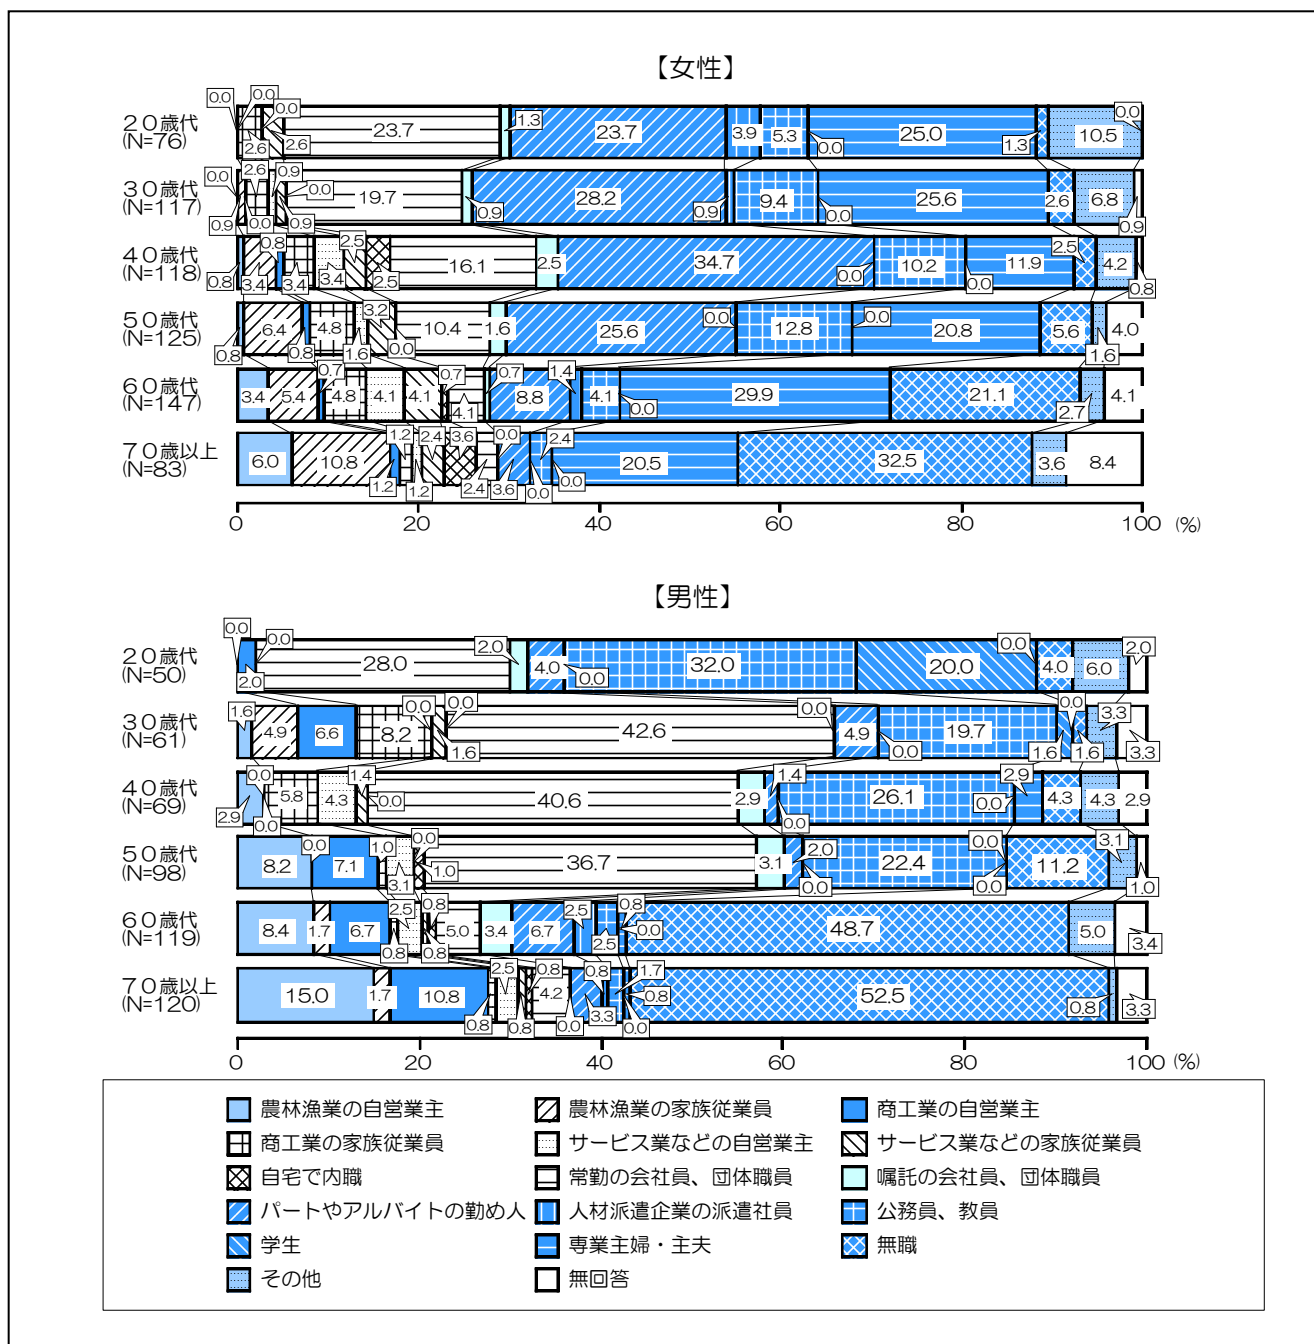 【女性】
20歳代
(N=76)
0.0 0.0 2.6 0.0 2.6 23.7 1.3 23.7 3.9 5.3 0.0 25.0 1.3 10.5 0.0
30歳代
(N=117)
0.0 0.9 2.6 0.0 0.9 0.9 0.0 19.7 0.9 28.2 0.9 9.4 0.0 25.6 2.6 6.8 0.9
40歳代
(N=118)
0.8 3.4 0.8 3.4 3.4 2.5 2.5 16.1 2.5 34.7 0.0 10.2 0.0 11.9 2.5 4.2 0.8
50歳代
(N=125)
0.8 6.4 0.8 4.8 1.6 3.2 0.0 10.4 1.6 25.6 0.0 12.8 0.0 20.8 5.6 1.6 4.0
60歳代
(N=147)
3.4 5.4 0.7 4.8 4.1 4.1 0.7 4.1 0.7 8.8 1.4 4.1 0.0 29.9 21.1 2.7 4.1
70歳以上
(N=83)
6.0 10.8 1.2 1.2 1.2 2.4 3.6 2.4 0.0 3.6 0.0 2.4 0.0 20.5 32.5 3.6 8.4
0 20 40 60 80 100 (%)
【男性】
20歳代
(N=50)
0.0 2.0 0.0 28.0 2.0 4.0 0.0 32.0 20.0 0.0 4.0 6.0 2.0
30歳代
(N=61)
1.6 4.9 6.6 8.2 0.0 1.6 0.0 42.6 0.0 4.9 0.0 19.7 1.6 0.0 1.6 3.3 3.3
40歳代
(N=69)
2.9 0.0 0.0 5.8 4.3 1.4 0.0 40.6 2.9 1.4 0.0 26.1 0.0 2.9 4.3 4.3 2.9
50歳代
(N=98)
8.2 0.0 7.1 1.0 3.1 0.0 1.0 36.7 3.1 2.0 0.0 22.4 0.0 0.0 11.2 3.1 1.0
60歳代
(N=119)
8.4 1.7 6.7 0.8 2.5 0.8 0.8 5.0 3.4 6.7 2.5 2.5 0.0 0.8 48.7 5.0 3.4
70歳以上
(N=120)
15.0 1.7 10.8 0.8 2.5 0.8 0.8 4.2 0.0 3.3 0.8 1.7 0.0 0.8 52.5 0.8 3.3
0 20 40 60 80 100 (%)
農林漁業の自営業主 農林漁業の家族従業員 商工業の自営業主
商工業の家族従業員 サービス業などの自営業主 サービス業などの家族従業員
自宅で内職 常勤の会社員、団体職員 嘱託の会社員、団体職員
パートやアルバイトの勤め人 人材派遣企業の派遣社員 公務員、教員
学生 専業主婦・主夫 無職
その他 無回答